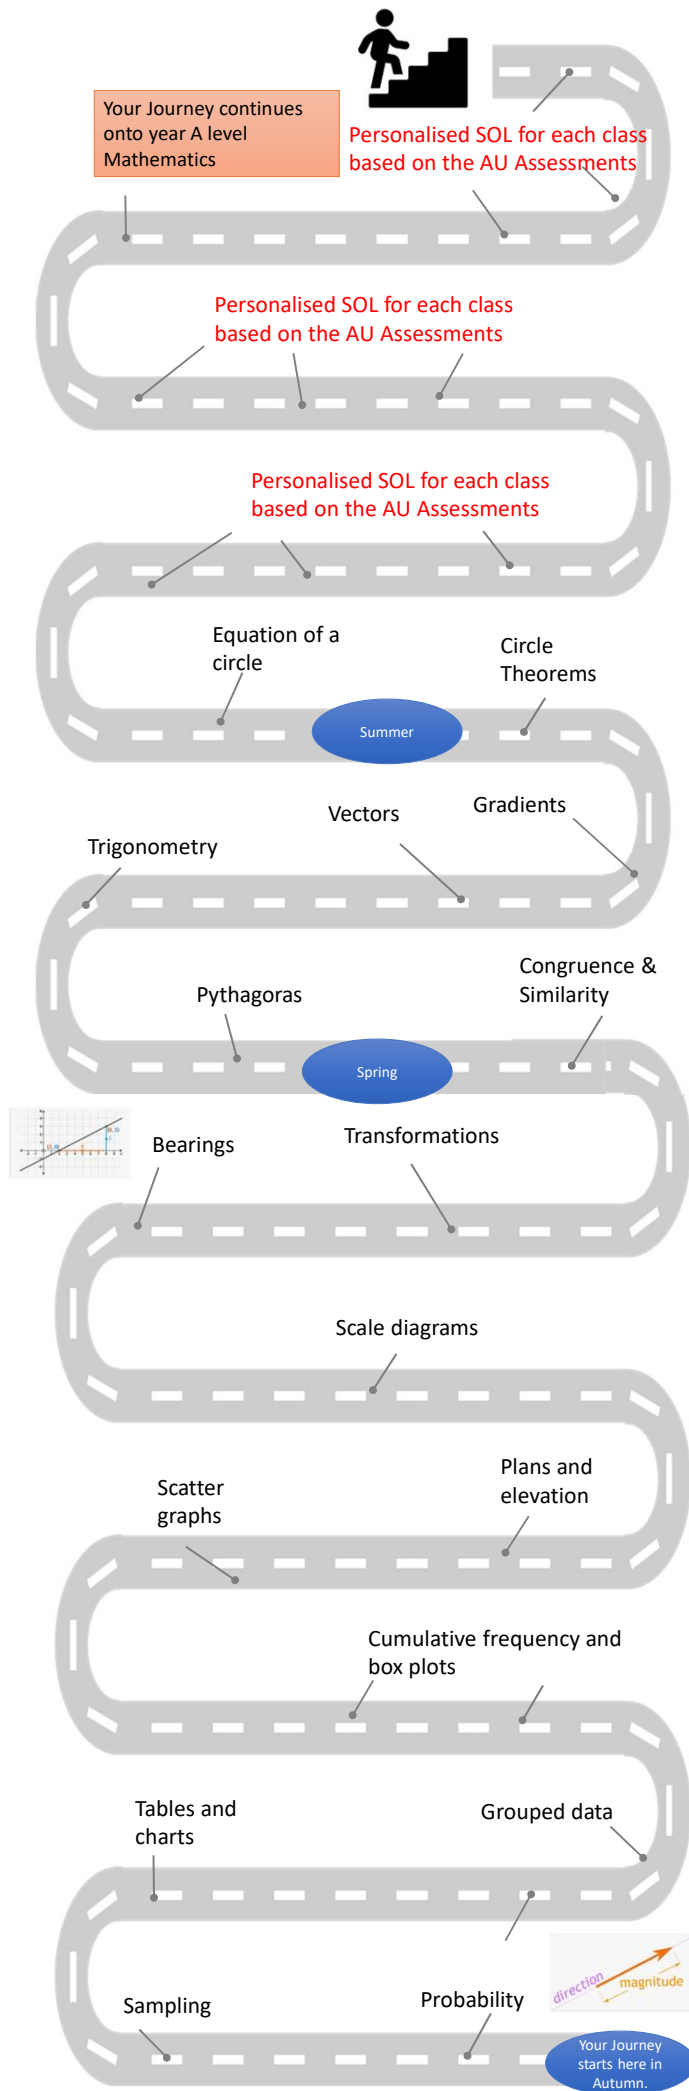 Your Journey continues
onto year A level
Mathematics
Personalised SOL for each class
based on the AU Assessments
Personalised SOL for each class
based on the AU Assessments
Personalised SOL for each class
based on the AU Assessments
Equation of a
circle
Circle
Theorems
Summer
Gradients
Vectors
Trigonometry
Congruence &
Similarity
Pythagoras
Spring
Transformations
Bearings
Scale diagrams
Plans and
elevation
Scatter
graphs
Cumulative frequency and
box plots
Tables and
charts
Grouped data
direction
magnitude
Probability
Sampling
Your Journey
starts here in
Autumn.